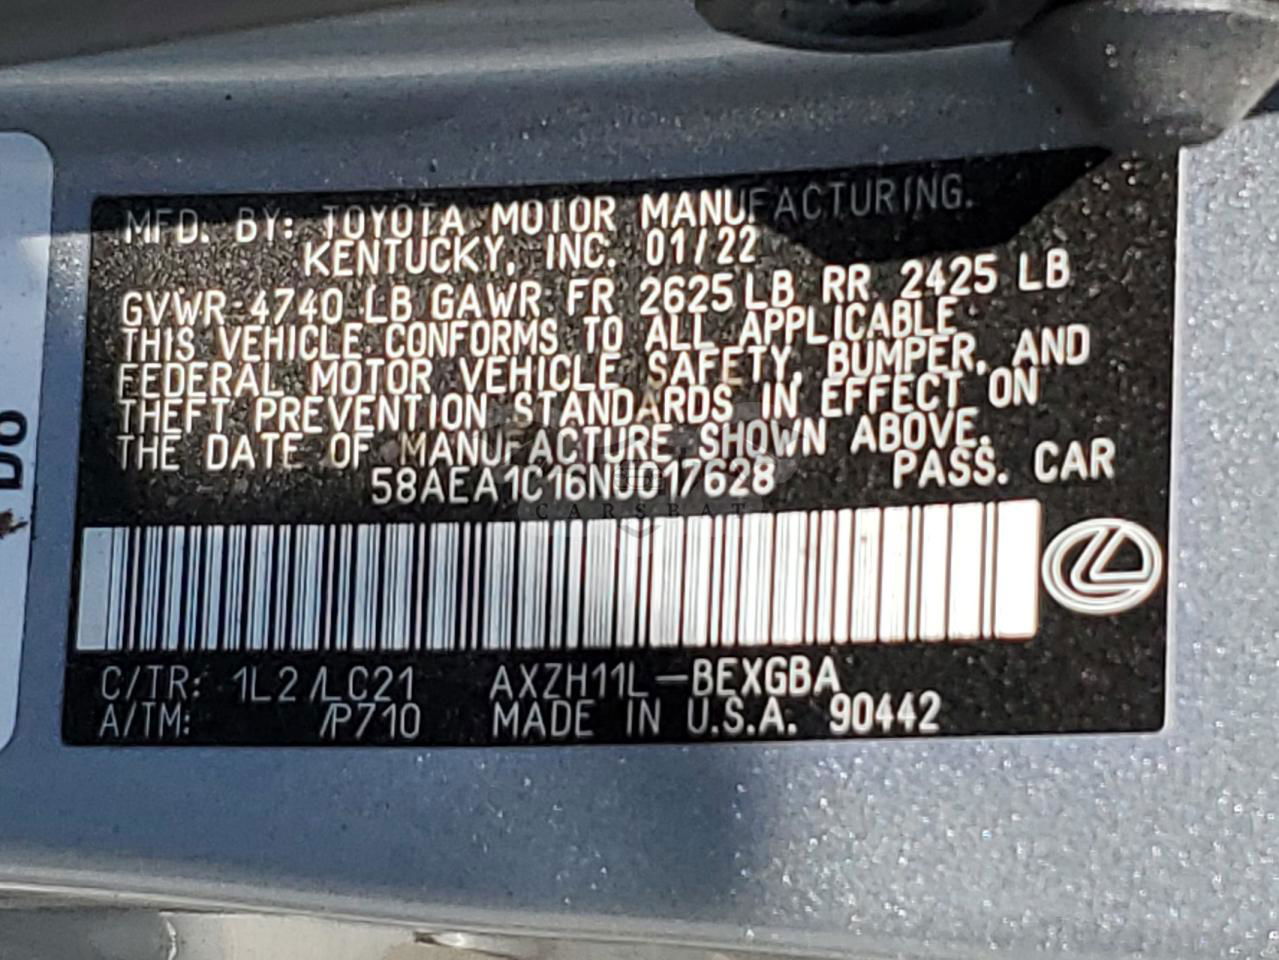 MFD. BY: TOYOTA MOTOR MANUFACTURING.
KENTUCKY, INC. 01/22
GVWR 4740 LB GAWR FR 2625 LB RR 2425 LB
THIS VEHICLE CONFORMS TO ALL APPLICABLE
FEDERAL MOTOR VEHICLE SAFETY, BUMPER, AND
THEFT PREVENTION STANDARDS IN EFFECT ON
THE DATE OF MANUFACTURE SHOWN ABOVE.
58AEA1C16NU017628 PASS. CAR
CARSEAT
C/TR: 1L2/LC21 AXZH11L-BEXGBA
A/TM: /P710 MADE IN U.S.A. 90442